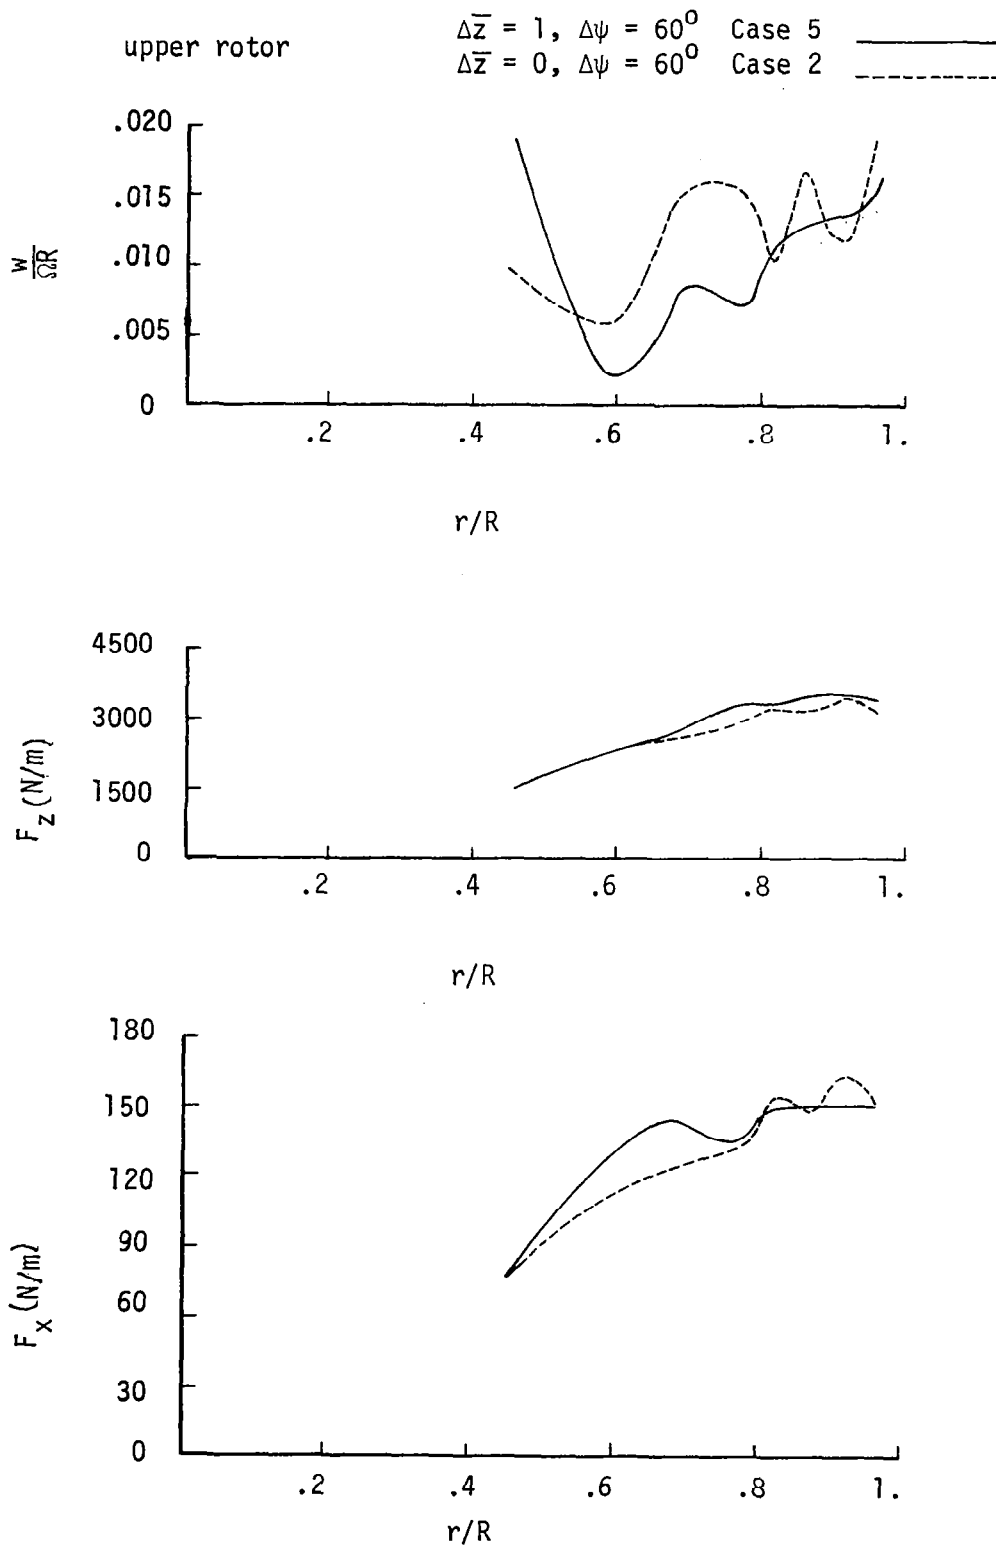 upper rotor
Δz̅ = 1, Δψ = 60⁰ Case 5
Δz̅ = 0, Δψ = 60⁰ Case 2
.020
.015
.010
.005
0
w/ΩR
.2 .4 .6 .8 1.
r/R
4500
3000
1500
0
F_z (N/m)
.2 .4 .6 .8 1.
r/R
180
150
120
90
60
30
0
F_x (N/m)
.2 .4 .6 .8 1.
r/R